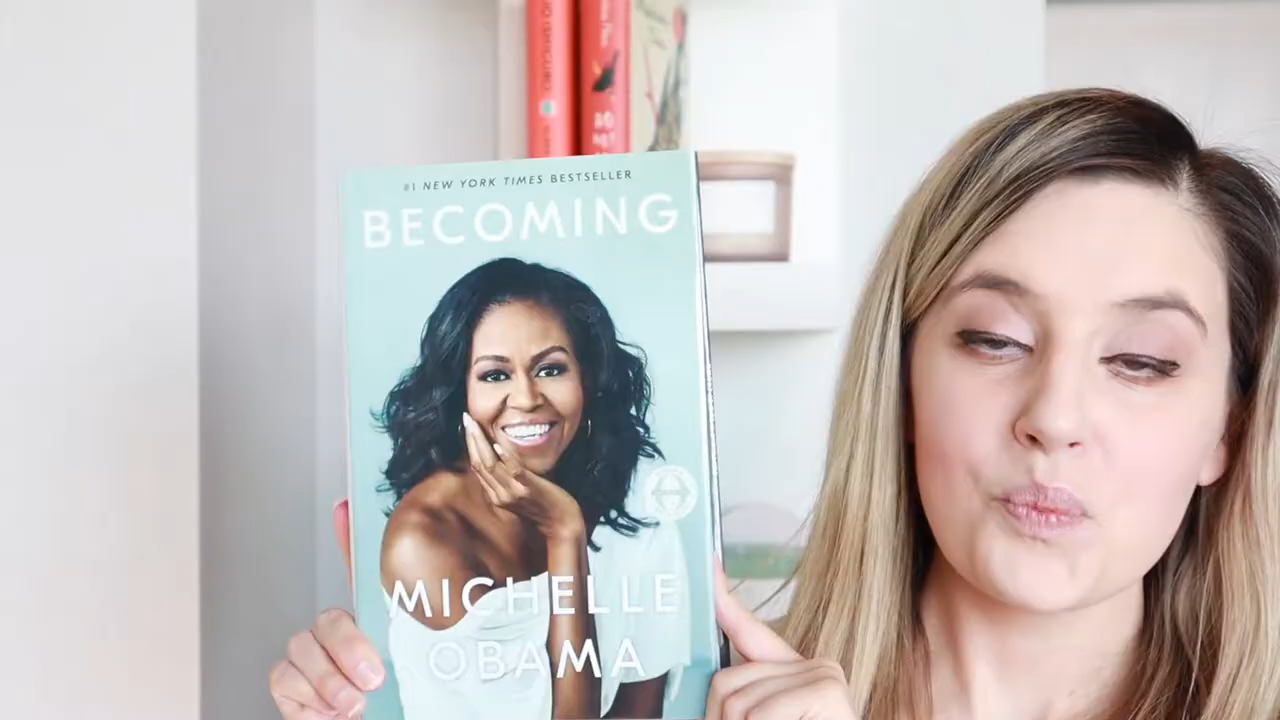 #1 NEW YORK TIMES BESTSELLER
BECOMING
MICHELLE
OBAMA